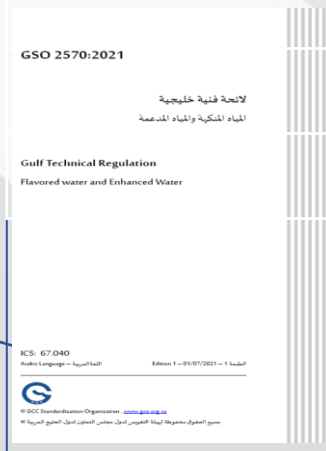 GSO 2570:2021
لائحة فنية خليجية
المياه المنكهة والمياه المدعمة
Gulf Technical Regulation
Flavored water and Enhanced Water
ICS: 67.040
Arabic Language – اللغة العربية
Edition 1 – 01/07/2021 – الطبعة 1
© GCC Standardization Organization : www.gso.org.sa
جميع الحقوق محفوظة لهيئة التقييس لدول مجلس التعاون لدول الخليج العربية ©